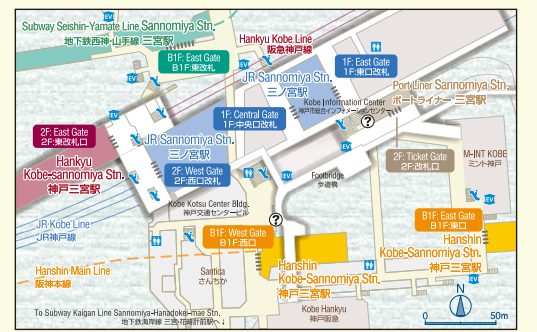 Subway Seishin-Yamate Line Sannomiya Stn.
地下鉄西神・山手線 三宮駅
EV
B1F: East Gate
B1F:東改札
Hankyu Kobe Line
阪急神戸線
EV
1F: East Gate
1F:東口改札
JR Sannomiya Stn.
三ノ宮駅
Port Liner Sannomiya Stn.
ポートライナー 三宮駅
Kobe Information Center
神戸市総合インフォメーションセンター
?
EV
1F: Central Gate
1F:中央口改札
EV
2F: East Gate
2F:東改札口
JR Sannomiya Stn.
三ノ宮駅
EV
2F: West Gate
2F:西口改札
Hankyu
Kobe-sannomiya Stn.
神戸三宮駅
EV
2F: Ticket Gate
2F:改札口
M-INT KOBE
ミント神戸
Footbridge
歩道橋
EV
EV
EV
Kobe Kotsu Center Bldg.
神戸交通センタービル
?
JR Kobe Line
JR神戸線
B1F: West Gate
B1F:西口
B1F: East Gate
B1F:東口
Hanshin
Kobe-Sannomiya Stn.
神戸三宮駅
Hanshin Main Line
阪神本線
Santica
さんちか
Hanshin
Kobe-Sannomiya Stn.
神戸三宮駅
Kobe Hankyu
神戸阪急
To Subway Kaigan Line Sannomiya-Hanadokei-mae Stn.
地下鉄海岸線 三宮・花時計前駅へ↓
N
0
50m